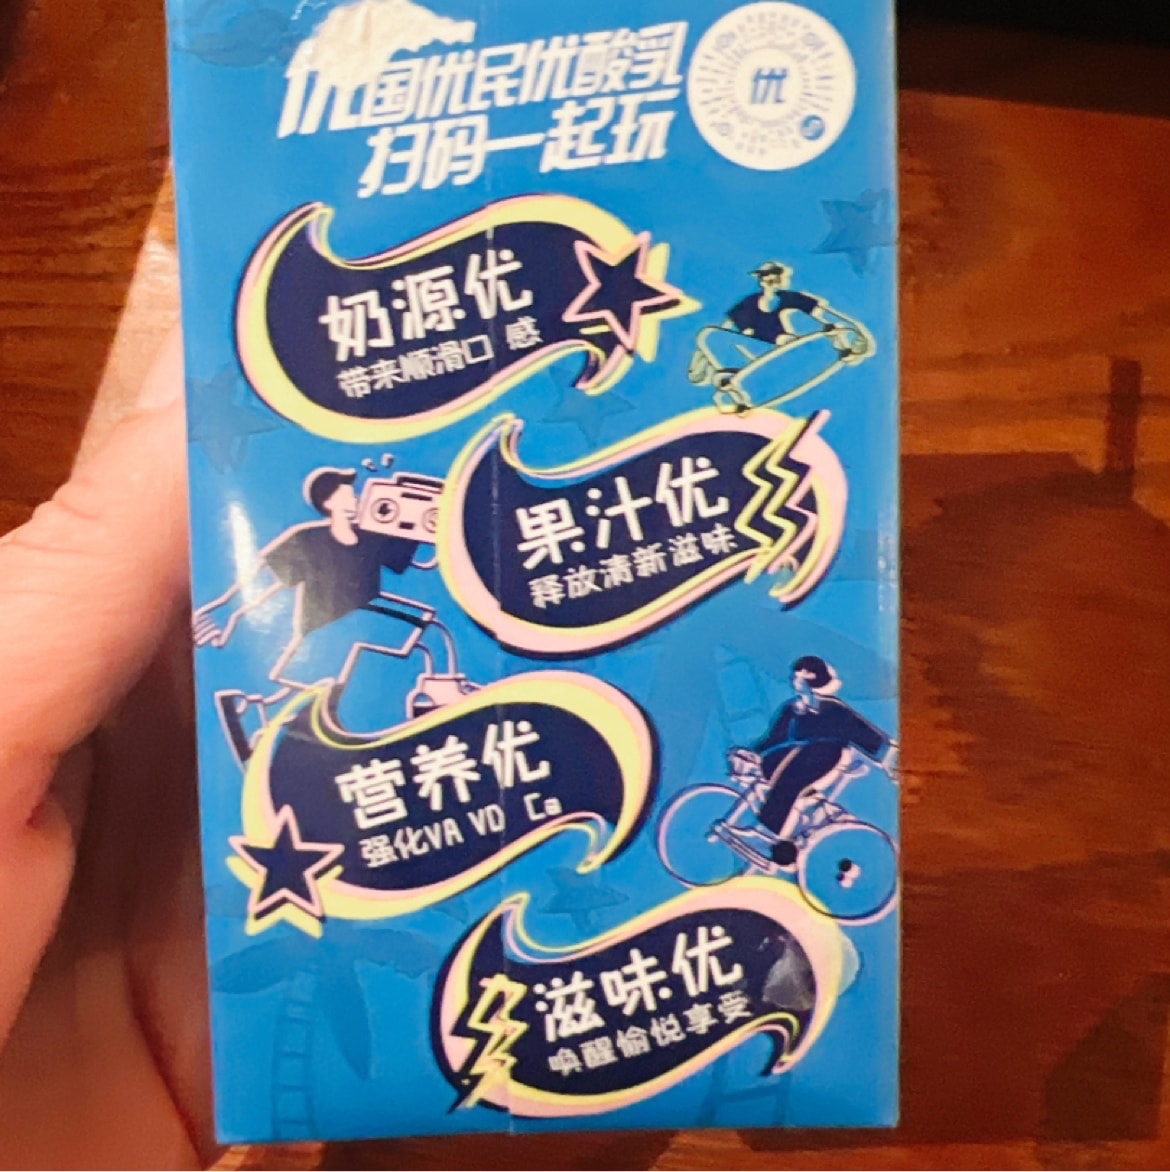 优国优民优酸乳
扫码一起玩
优
奶源优
带来顺滑口 感
果汁优
释放清新滋味
营养优
强化VA VD Ca
滋味优
唤醒愉悦享受